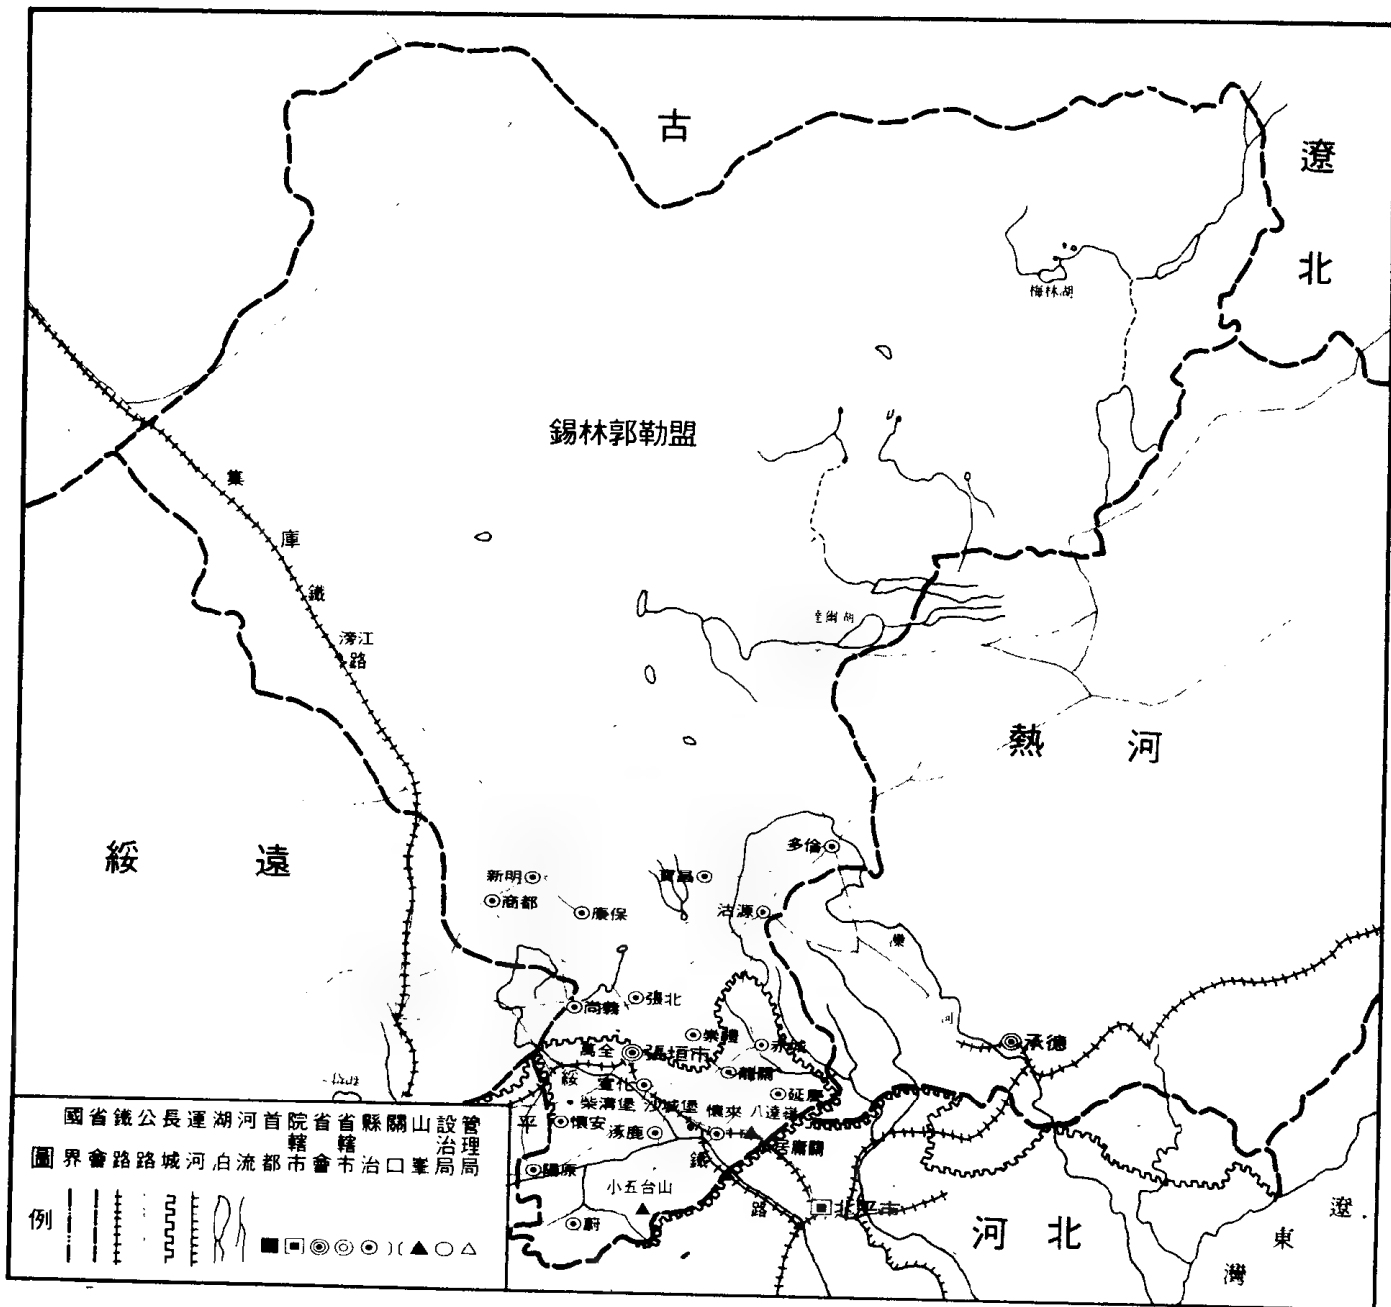 古
遼
北
梅林湖
錫林郭勒盟
集
庫
鐵
滂江
路
熱河
綏遠
多倫
新明
商都
康保
寶昌
沽源
灤
河
尚義
張北
崇禮
赤城
萬全
張垣市
龍關
承德
綏
宣化
延慶
柴溝堡
沙城堡
懷來
八達嶺
平
懷安
涿鹿
居庸關
鐵
陽原
小五台山
蔚
路
北平市
河北
遼
東
灣
圖例
國界
省會
鐵路
公路
長城
運河
湖泊
河流
首都
院轄市
省會
省轄市
縣治
關口
山峯
設治局
管理局